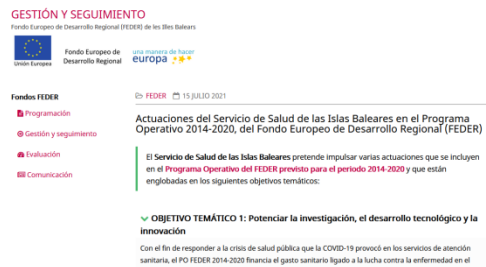 GESTIÓN Y SEGUIMIENTO
Fondo Europeo de Desarrollo Regional (FEDER) de les Illes Balears
Unión Europea
Fondo Europeo de
Desarrollo Regional
una manera de hacer
europa
Fondos FEDER
Programación
Gestión y seguimiento
Evaluación
Comunicación
FEDER 15 JULIO 2021
Actuaciones del Servicio de Salud de las Islas Baleares en el Programa
Operativo 2014-2020, del Fondo Europeo de Desarrollo Regional (FEDER)
El Servicio de Salud de las Islas Baleares pretende impulsar varias actuaciones que se incluyen
en el Programa Operativo del FEDER previsto para el periodo 2014-2020 y que están
englobadas en los siguientes objetivos temáticos:
OBJETIVO TEMÁTICO 1: Potenciar la investigación, el desarrollo tecnológico y la
innovación
Con el fin de responder a la crisis de salud pública que la COVID-19 provocó en los servicios de atención
sanitaria, el PO FEDER 2014-2020 financia el gasto sanitario ligado a la lucha contra la enfermedad en el